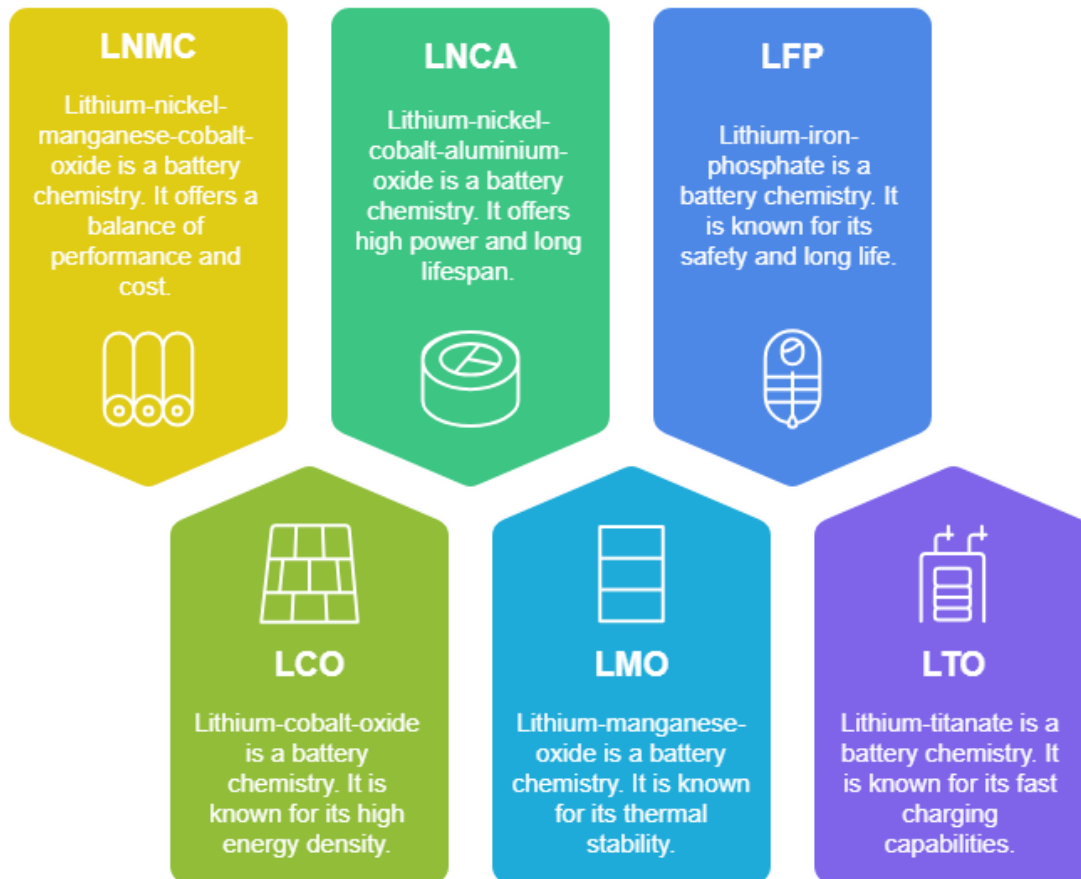 LNMC
Lithium-nickel-
manganese-cobalt-
oxide is a battery
chemistry. It offers a
balance of
performance and
cost.
LNCA
Lithium-nickel-
cobalt-aluminium-
oxide is a battery
chemistry. It offers
high power and long
lifespan.
LFP
Lithium-iron-
phosphate is a
battery chemistry. It
is known for its
safety and long life.
LCO
Lithium-cobalt-oxide
is a battery
chemistry. It is
known for its high
energy density.
LMO
Lithium-manganese-
oxide is a battery
chemistry. It is known
for its thermal
stability.
LTO
Lithium-titanate is a
battery chemistry. It
is known for its fast
charging
capabilities.